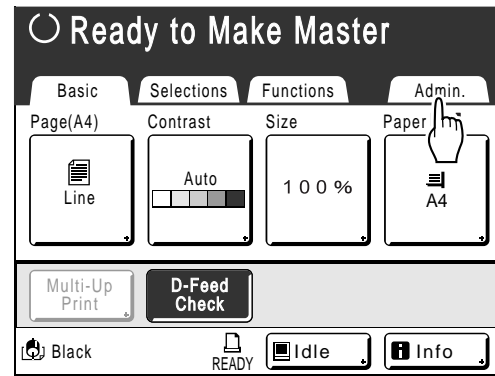 Ready to Make Master
Basic Selections Functions Admin.
Page(A4) Contrast Size Paper
Line Auto 100% A4
Multi-Up Print D-Feed Check
Black READY Idle Info